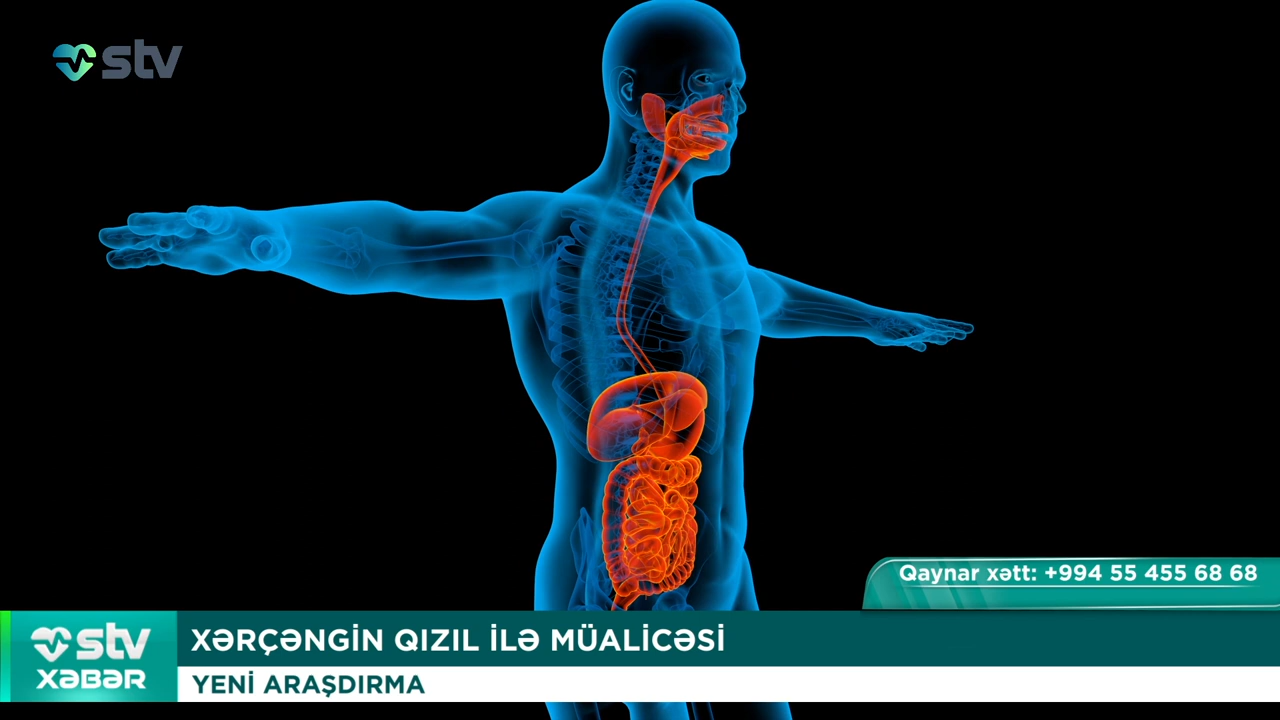 stv
Qaynar xətt: +994 55 455 68 68
stv
XƏBƏR
XƏRÇƏNGİN QIZIL İLƏ MÜALİCƏSİ
YENİ ARAŞDIRMA